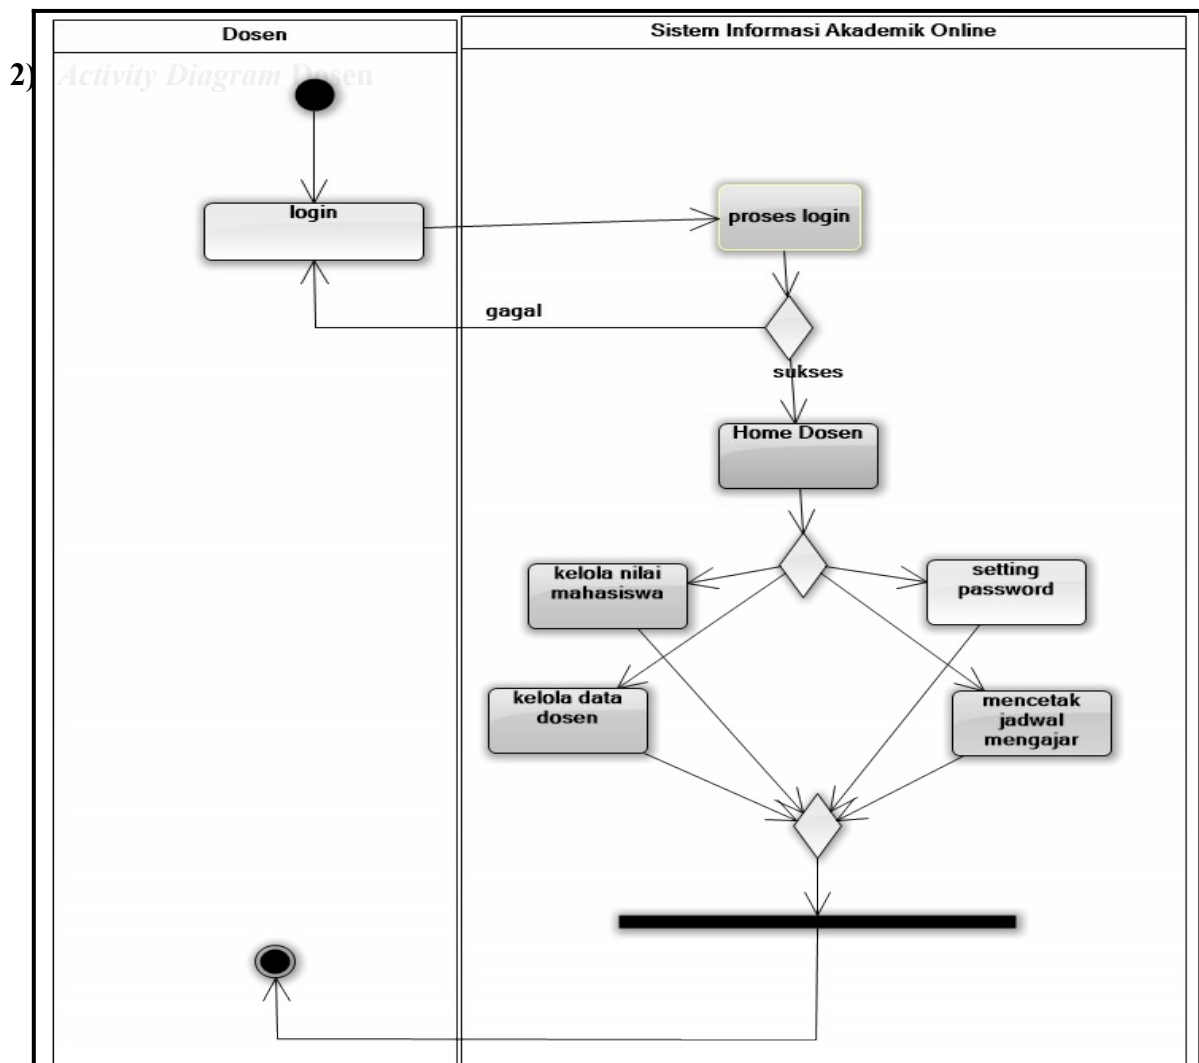 Dosen
Sistem Informasi Akademik Online
2) Activity Diagram Dosen
login
proses login
gagal
sukses
Home Dosen
kelola nilai
mahasiswa
setting
password
kelola data
dosen
mencetak
jadwal
mengajar